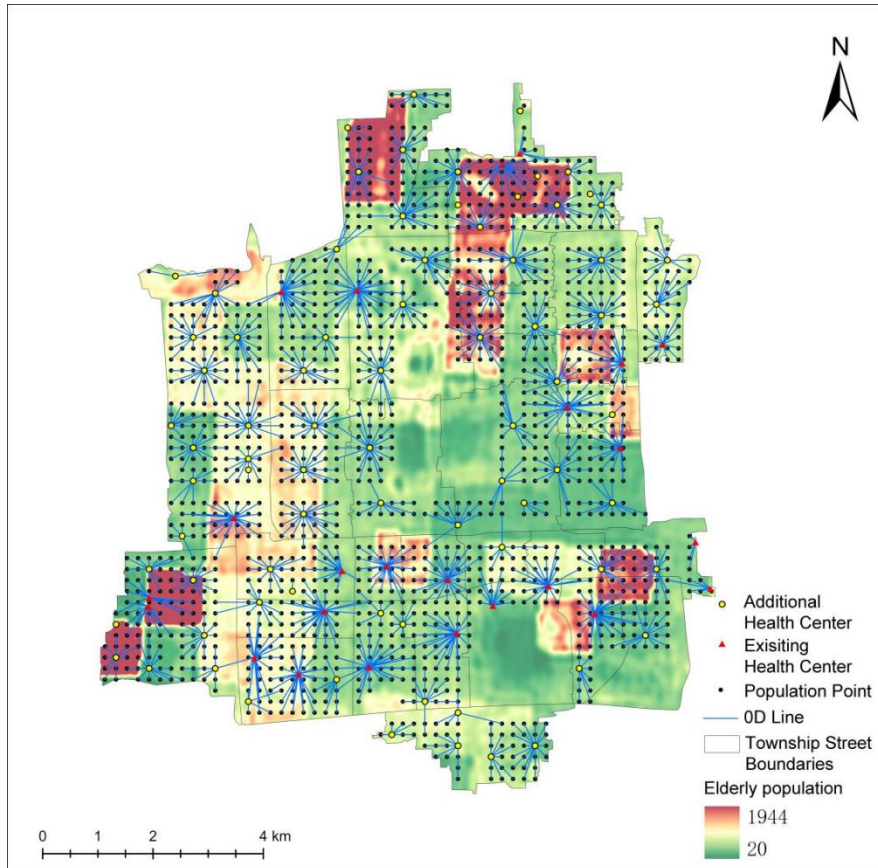 N
Additional
Health Center
Exisiting
Health Center
Population Point
0D Line
Township Street
Boundaries
Elderly population
1944
20
0 1 2 4 km